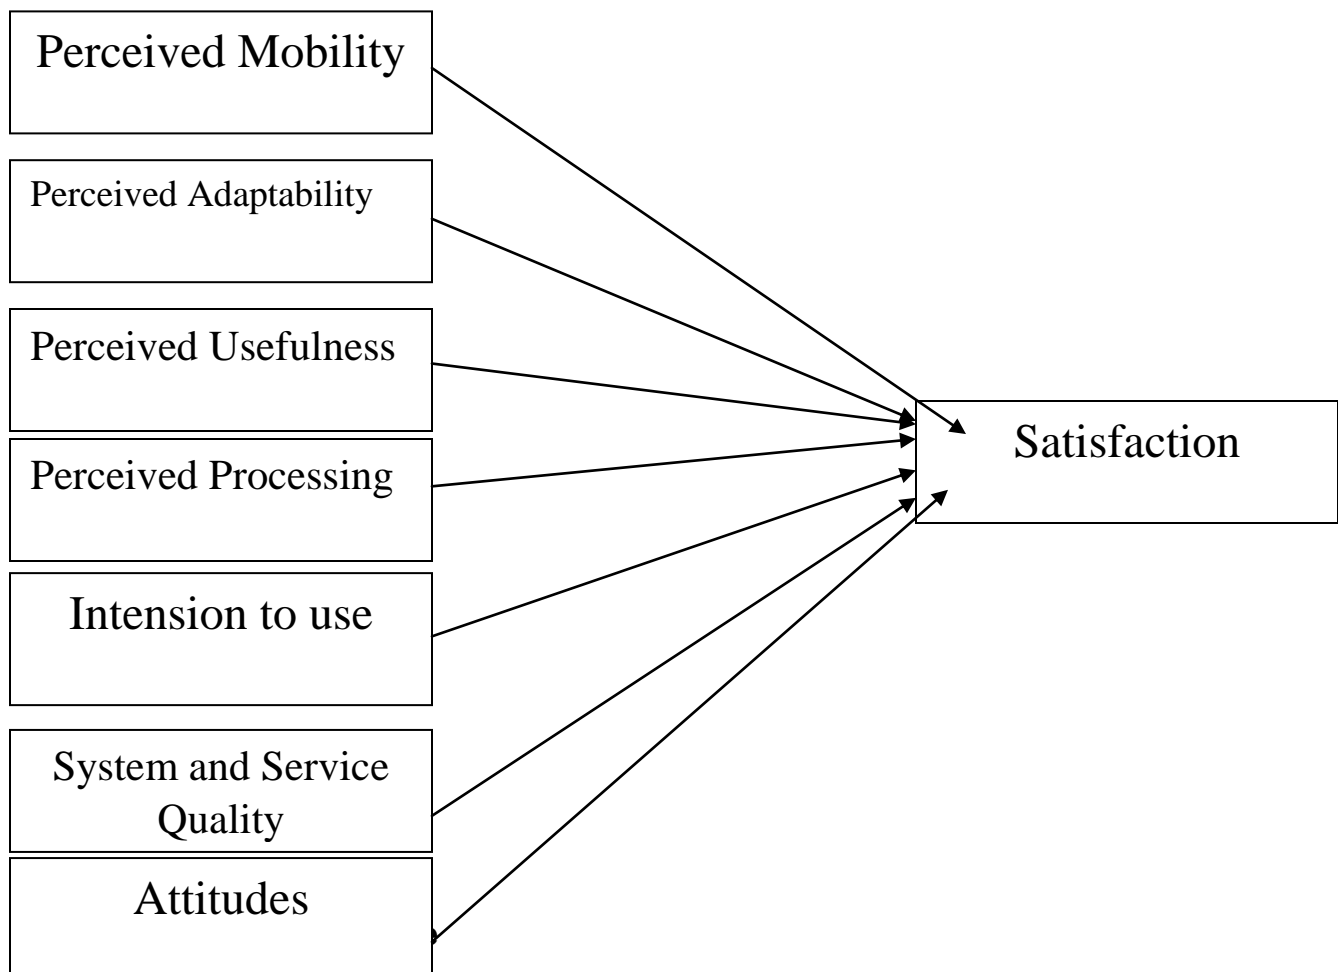 Perceived Mobility
Perceived Adaptability
Perceived Usefulness
Perceived Processing
Satisfaction
Intension to use
System and Service
Quality
Attitudes